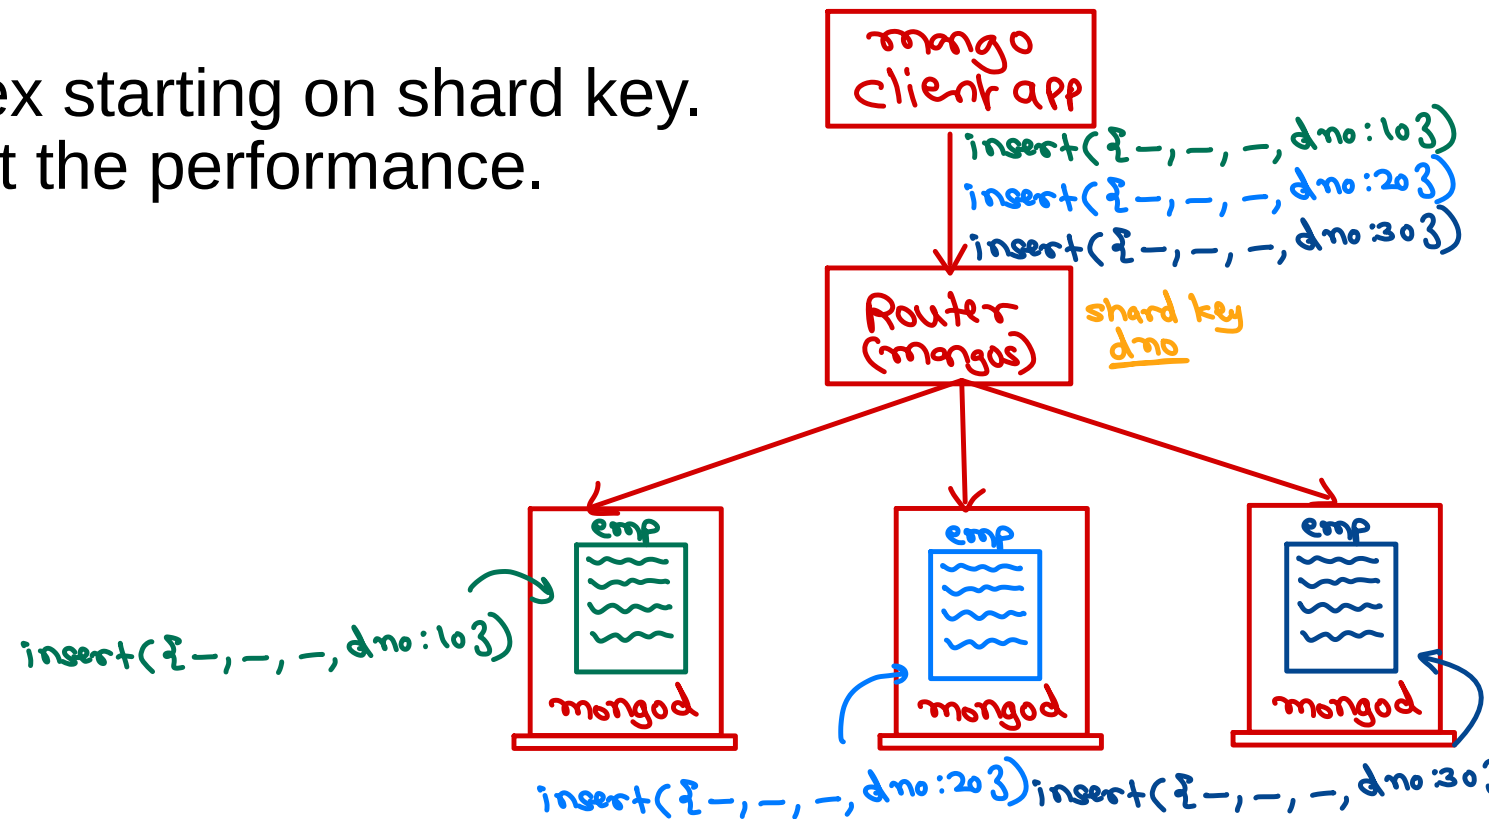 ex starting on shard key.
t the performance.
mongo
client app
insert({-, -, -, dno:10})
insert({-, -, -, dno:20})
insert({-, -, -, dno:30})
Router
(mongos)
shard key
dno
emp
emp
emp
insert({-, -, -, dno:10})
mongod
mongod
mongod
insert({-, -, -, dno:20})
insert({-, -, -, dno:30}